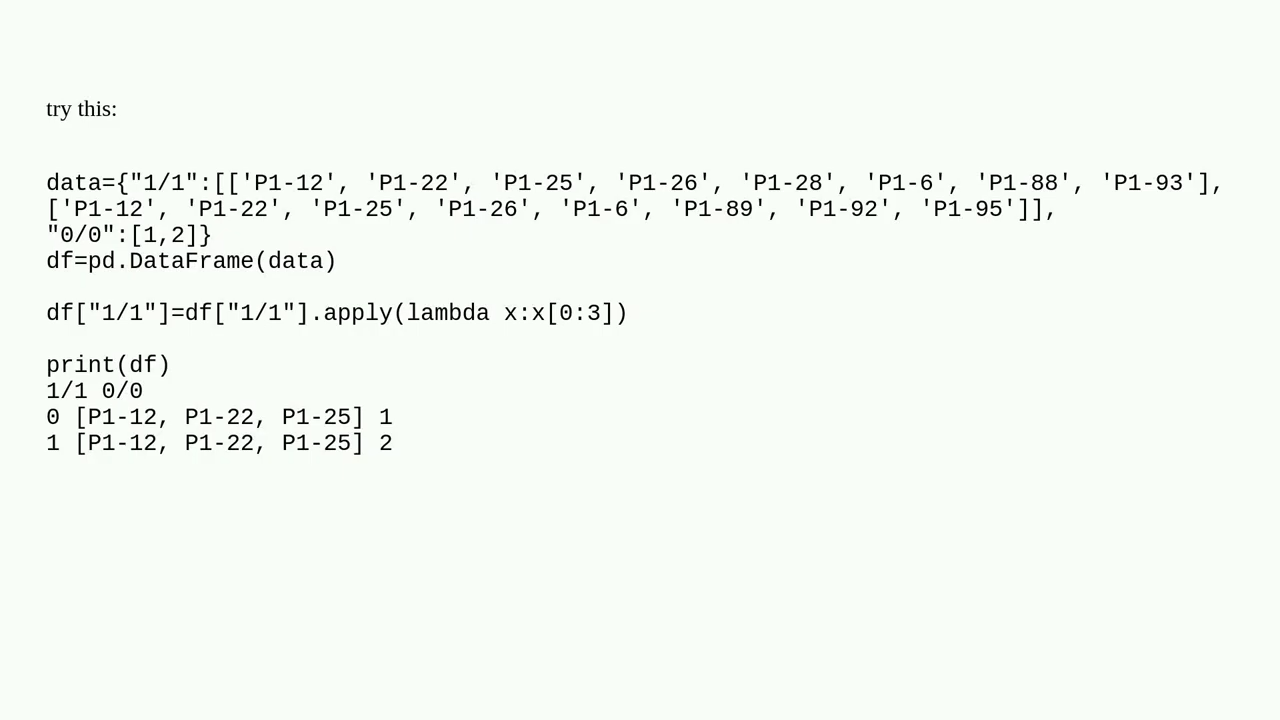 try this:
data={"1/1":[['P1-12', 'P1-22', 'P1-25', 'P1-26', 'P1-28', 'P1-6', 'P1-88', 'P1-93'],
['P1-12', 'P1-22', 'P1-25', 'P1-26', 'P1-6', 'P1-89', 'P1-92', 'P1-95']],
"0/0":[1,2]}
df=pd.DataFrame(data)
df["1/1"]=df["1/1"].apply(lambda x:x[0:3])
print(df)
1/1 0/0
0 [P1-12, P1-22, P1-25] 1
1 [P1-12, P1-22, P1-25] 2